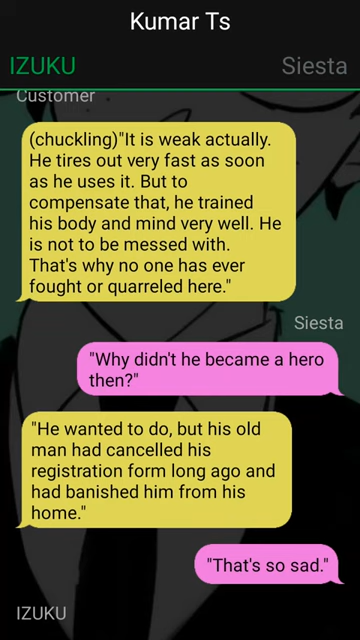 Kumar Ts
IZUKU Siesta
Customer
(chuckling)"It is weak actually.
He tires out very fast as soon
as he uses it. But to
compensate that, he trained
his body and mind very well. He
is not to be messed with.
That's why no one has ever
fought or quarreled here."
Siesta
"Why didn't he became a hero
then?"
"He wanted to do, but his old
man had cancelled his
registration form long ago and
had banished him from his
home."
"That's so sad."
IZUKU